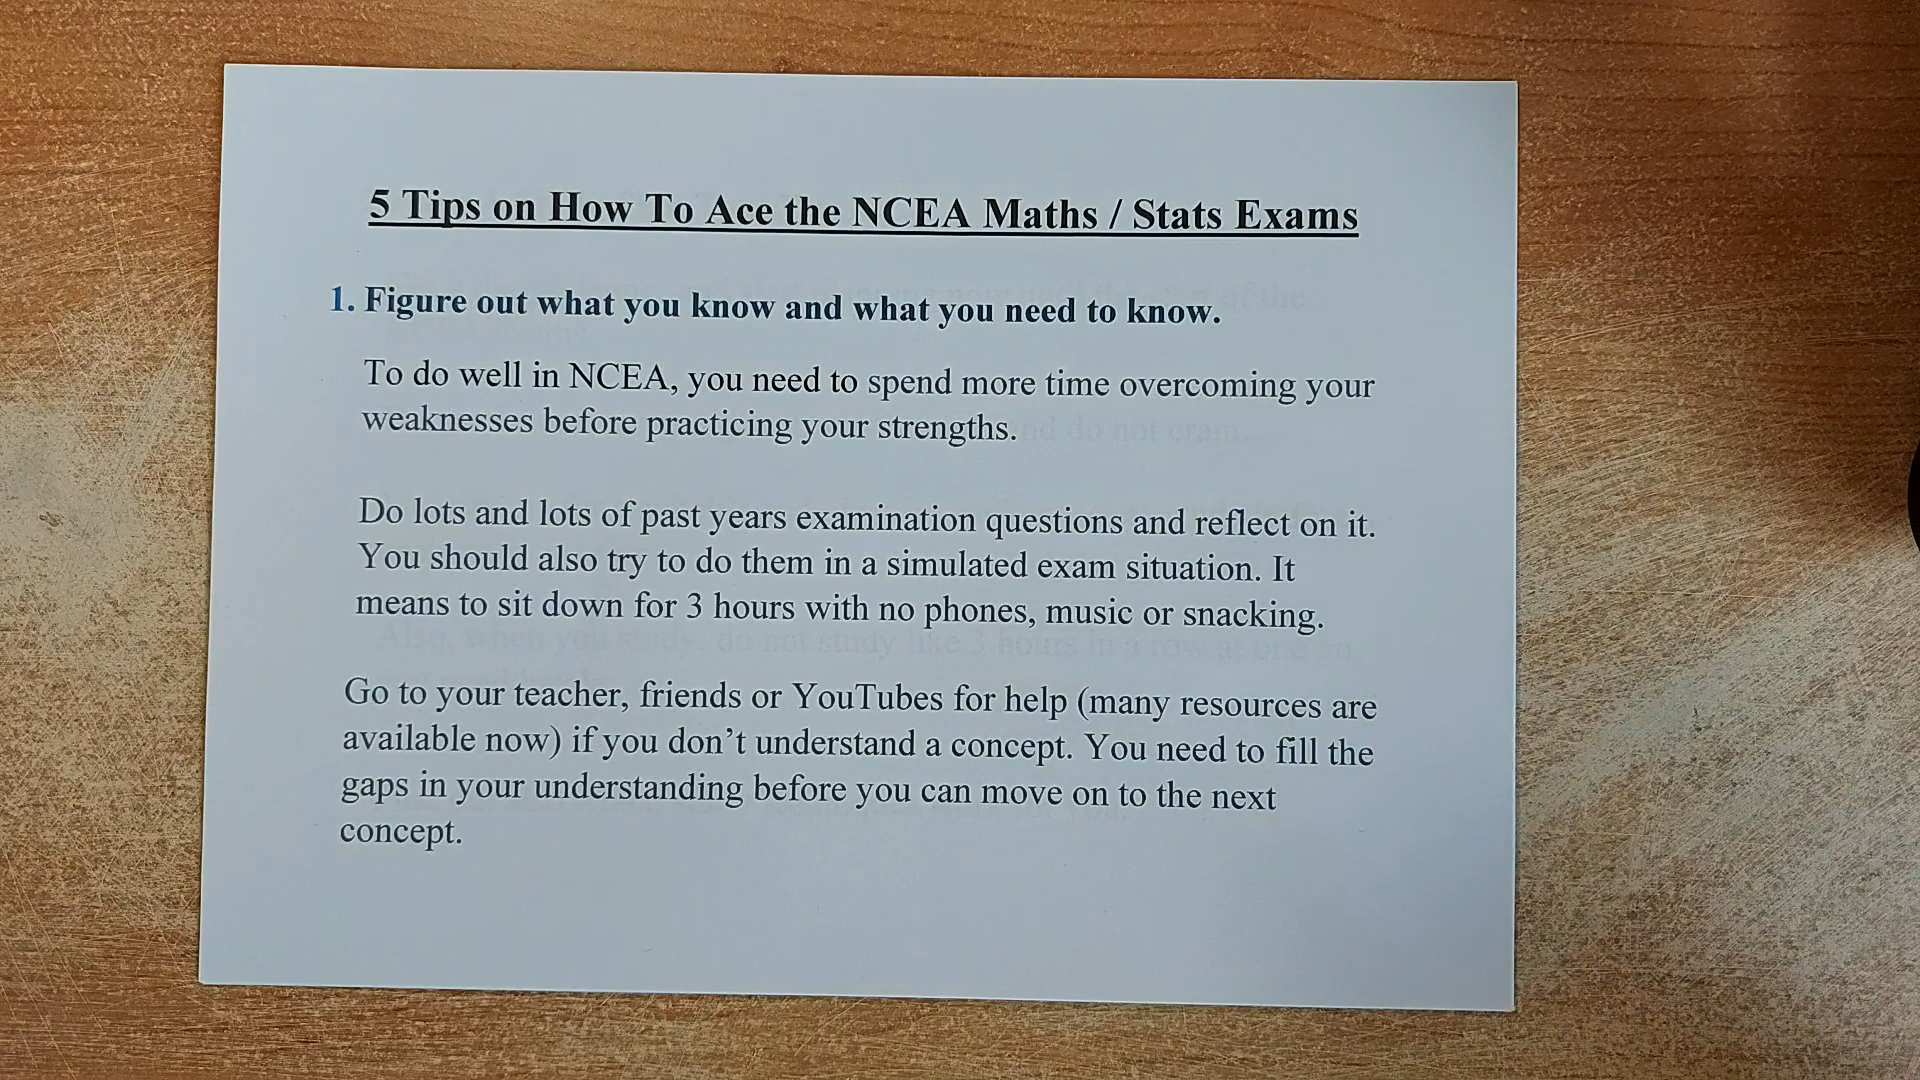 5 Tips on How To Ace the NCEA Maths / Stats Exams
1. Figure out what you know and what you need to know.
To do well in NCEA, you need to spend more time overcoming your
weaknesses before practicing your strengths.
Do lots and lots of past years examination questions and reflect on it.
You should also try to do them in a simulated exam situation. It
means to sit down for 3 hours with no phones, music or snacking.
Go to your teacher, friends or YouTubes for help (many resources are
available now) if you don’t understand a concept. You need to fill the
gaps in your understanding before you can move on to the next
concept.